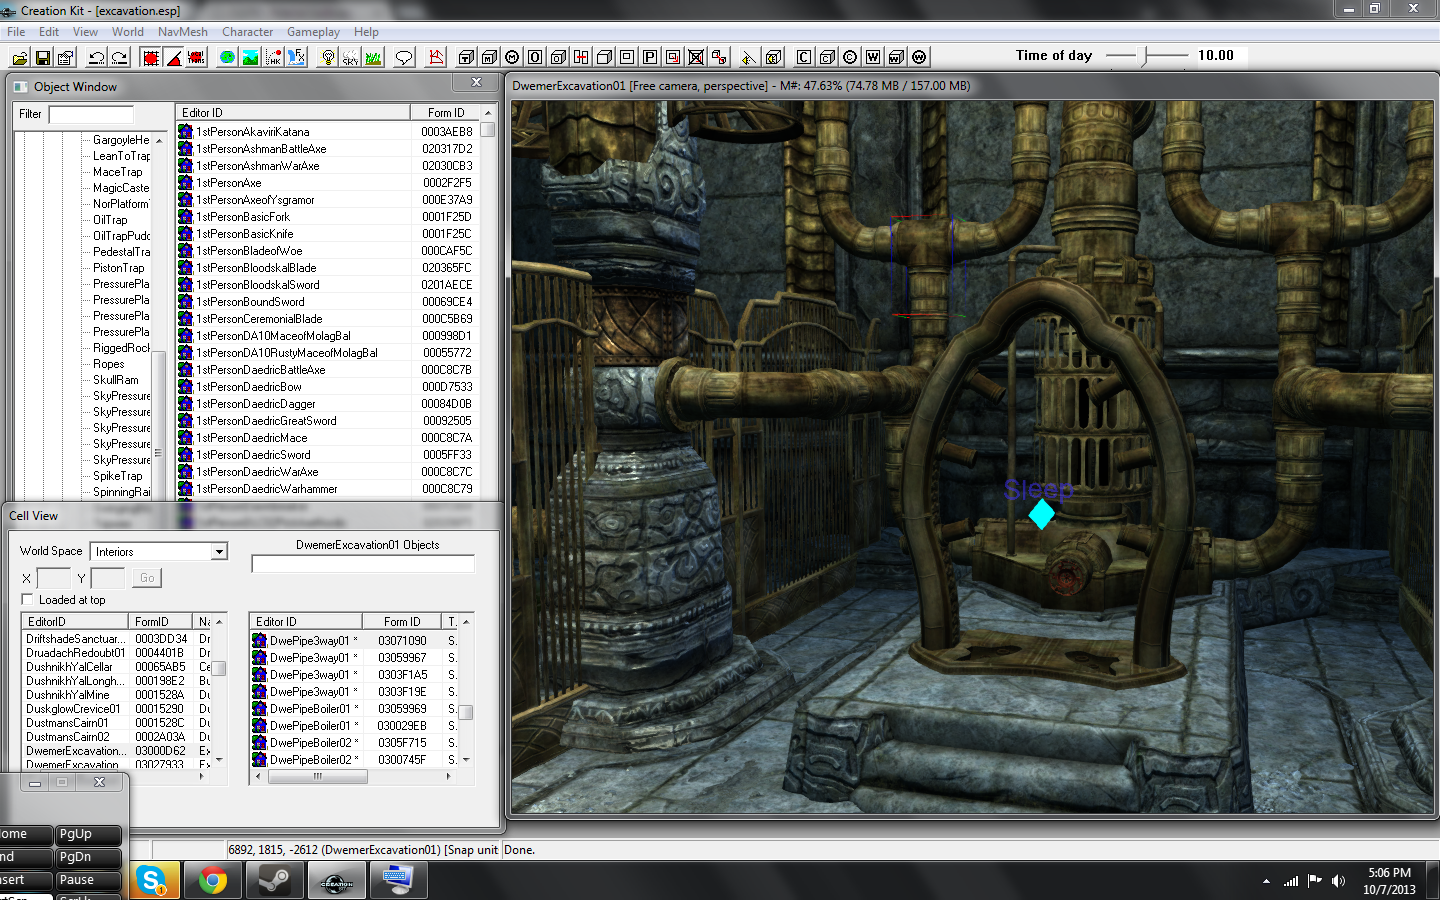 Creation Kit - [excavation.esp]
File Edit View World NavMesh Character Gameplay Help
Time of day 10.00
Object Window
Filter
GargoyleHe
LeanToTrap
MaceTrap
MagicCaste
NorPlatform
OilTrap
OilTrapPudd
PedestalTra
PistonTrap
PressurePla
PressurePla
PressurePla
PressurePla
RiggedRock
Ropes
SkullRam
SkyPressure
SkyPressure
SkyPressure
SkyPressure
SkyPressure
SpikeTrap
SpinningRai
Editor ID Form ID
1stPersonAkaviriKatana 0003AEB8
1stPersonAshmanBattleAxe 020317D2
1stPersonAshmanWarAxe 02030CB3
1stPersonAxe 0002F2F5
1stPersonAxeofYsgramor 000E37A9
1stPersonBasicFork 0001F25D
1stPersonBasicKnife 0001F25C
1stPersonBladeofWoe 000CAF5C
1stPersonBloodskalBlade 020365FC
1stPersonBloodskalSword 0201AECE
1stPersonBoundSword 00069CE4
1stPersonCeremonialBlade 000C5B69
1stPersonDA10MaceofMolagBal 000998D1
1stPersonDA10RustyMaceofMolagBal 00055772
1stPersonDaedricBattleAxe 000C8C7B
1stPersonDaedricBow 000D7533
1stPersonDaedricDagger 00084D0B
1stPersonDaedricGreatSword 00092505
1stPersonDaedricMace 000C8C7A
1stPersonDaedricSword 0005FF33
1stPersonDaedricWarAxe 000C8C7C
1stPersonDaedricWarhammer 000C8C79
DwemerExcavation01 [Free camera, perspective] - M#: 47.63% (74.78 MB / 157.00 MB)
Sleep
Cell View
World Space Interiors
X Y Go
Loaded at top
EditorID FormID Na
DriftshadeSanctuar... 0003DD34 Dr
DruadachRedoubt01 0004401B Dr
DushnikhYalCellar 00065AB5 Ce
DushnikhYalLongh... 000198E2 Bu
DushnikhYalMine 0001528A Du
DuskglowCrevice01 00015290 Du
DustmansCairn01 0001528C Du
DustmansCairn02 0002A03A Du
DwemerExcavation... 03000D62 Ex
DwemerExcavation 03027933 Ex
DwemerExcavation01 Objects
Editor ID Form ID T.
DwePipe3way01 * 03071090 S.
DwePipe3way01 * 03059967 S.
DwePipe3way01 * 0303F1A5 S.
DwePipe3way01 * 0303F19E S.
DwePipeBoiler01 * 03059969 S.
DwePipeBoiler01 * 030029EB S.
DwePipeBoiler02 * 0305F715 S.
DwePipeBoiler02 * 0300745F S.
ome PgUp
nd PgDn
nsert Pause
6892, 1815, -2612 (DwemerExcavation01) [Snap unit Done.
5:06 PM
10/7/2013